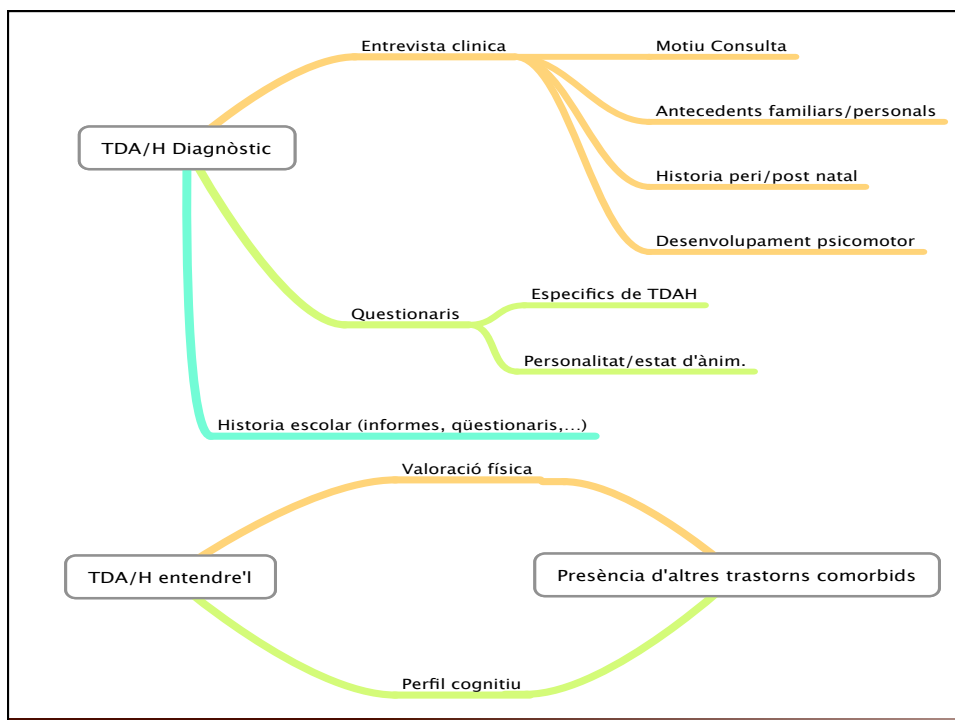 Entrevista clinica
Motiu Consulta
Antecedents familiars/personals
TDA/H Diagnòstic
Historia peri/post natal
Desenvolupament psicomotor
Especifics de TDAH
Questionaris
Personalitat/estat d'ànim.
Historia escolar (informes, qüestionaris,...)
Valoració física
TDA/H entendre'l
Presència d'altres trastorns comorbids
Perfil cognitiu